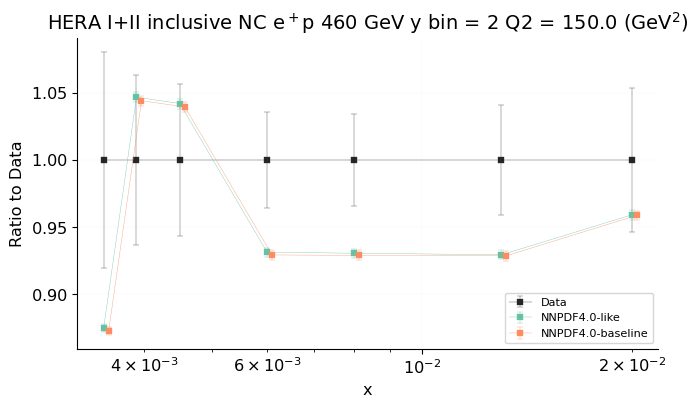 HERA I+II inclusive NC e⁺p 460 GeV y bin = 2 Q2 = 150.0 (GeV²)
Ratio to Data
1.05
1.00
0.95
0.90
Data
NNPDF4.0-like
NNPDF4.0-baseline
4 × 10⁻³
6 × 10⁻³
10⁻²
2 × 10⁻²
x